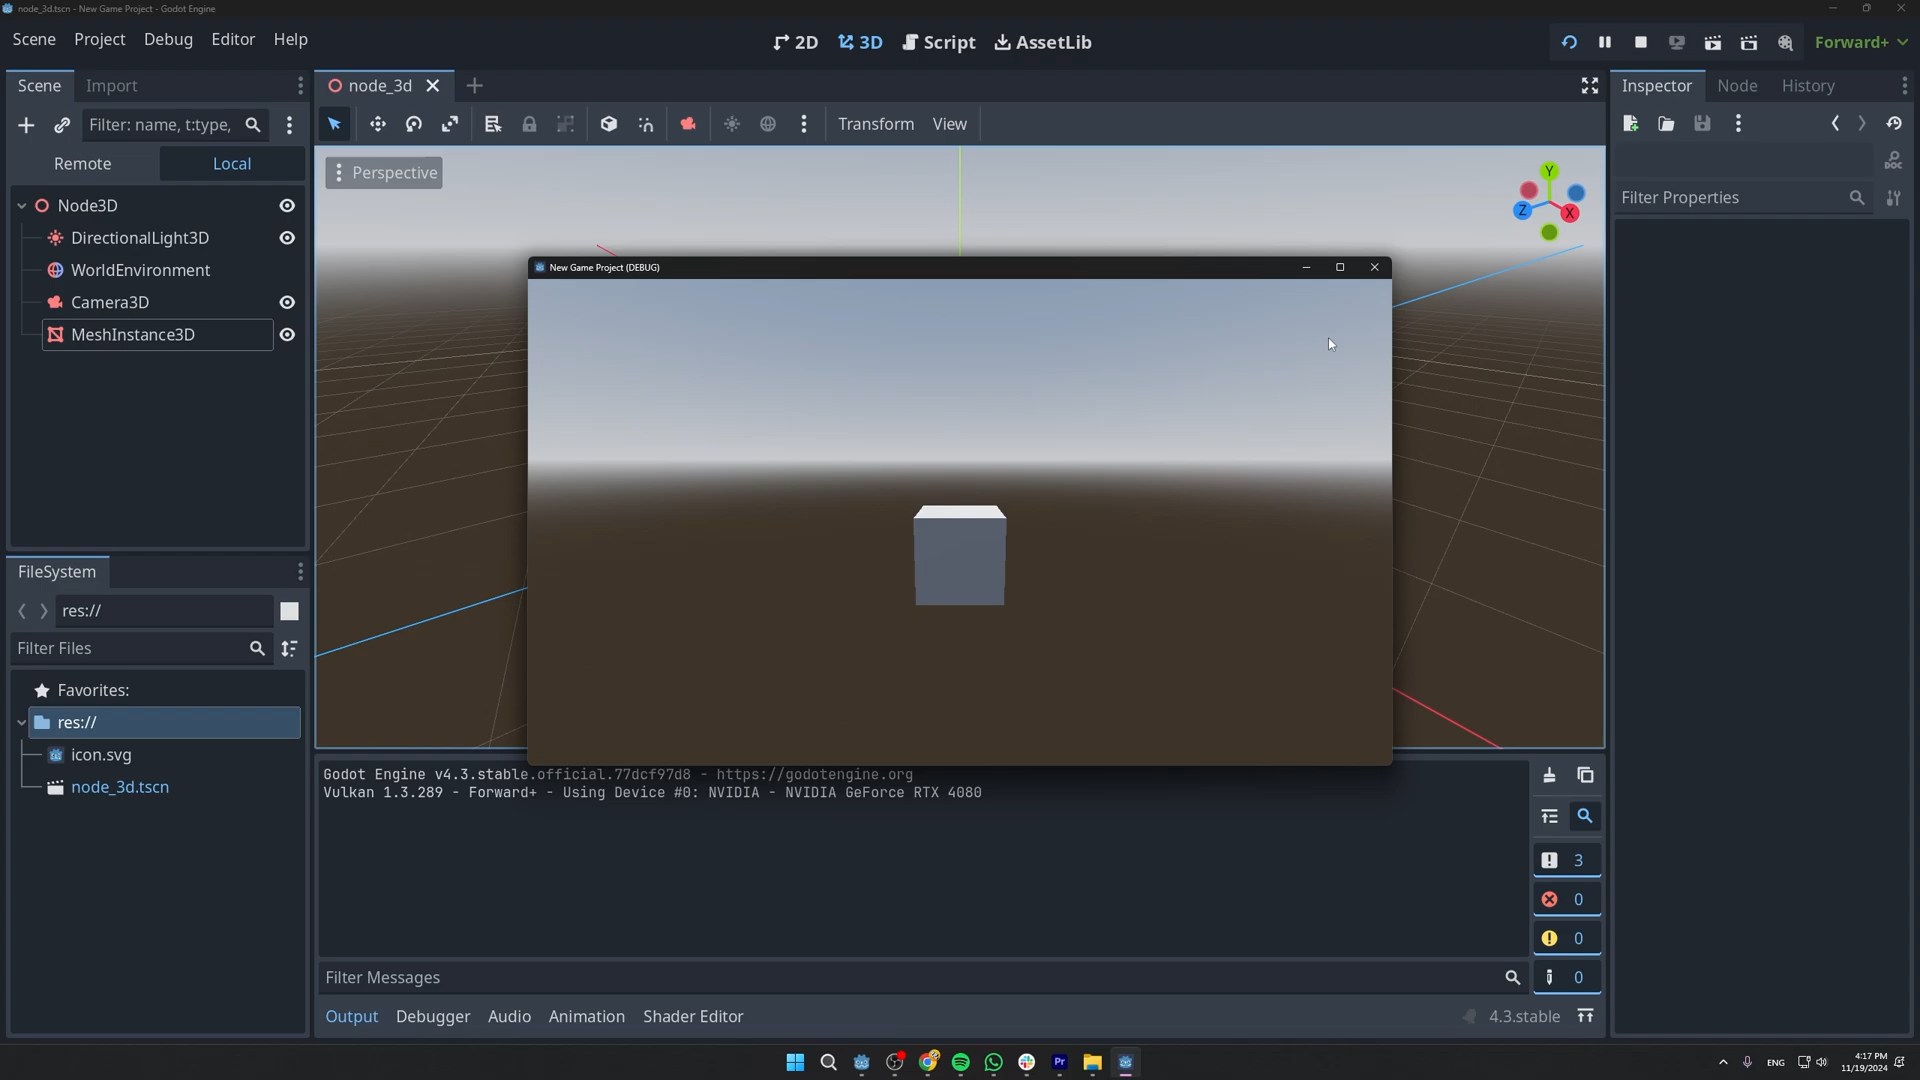 node_3d.tscn - New Game Project - Godot Engine
Scene Project Debug Editor Help
2D 3D Script AssetLib
Forward+
Scene Import
node_3d
Inspector Node History
Filter: name, t:type,
Transform View
Remote Local
Perspective
Filter Properties
DOC
Y
Z
X
Node3D
DirectionalLight3D
WorldEnvironment
Camera3D
MeshInstance3D
New Game Project (DEBUG)
FileSystem
res://
Filter Files
Favorites:
res://
icon.svg
node_3d.tscn
Godot Engine v4.3.stable.official.77dcf97d8 - https://godotengine.org
Vulkan 1.3.289 - Forward+ - Using Device #0: NVIDIA - NVIDIA GeForce RTX 4080
3
0
0
0
Filter Messages
Output Debugger Audio Animation Shader Editor
4.3.stable
Pr
ENG
4:17 PM
11/19/2024